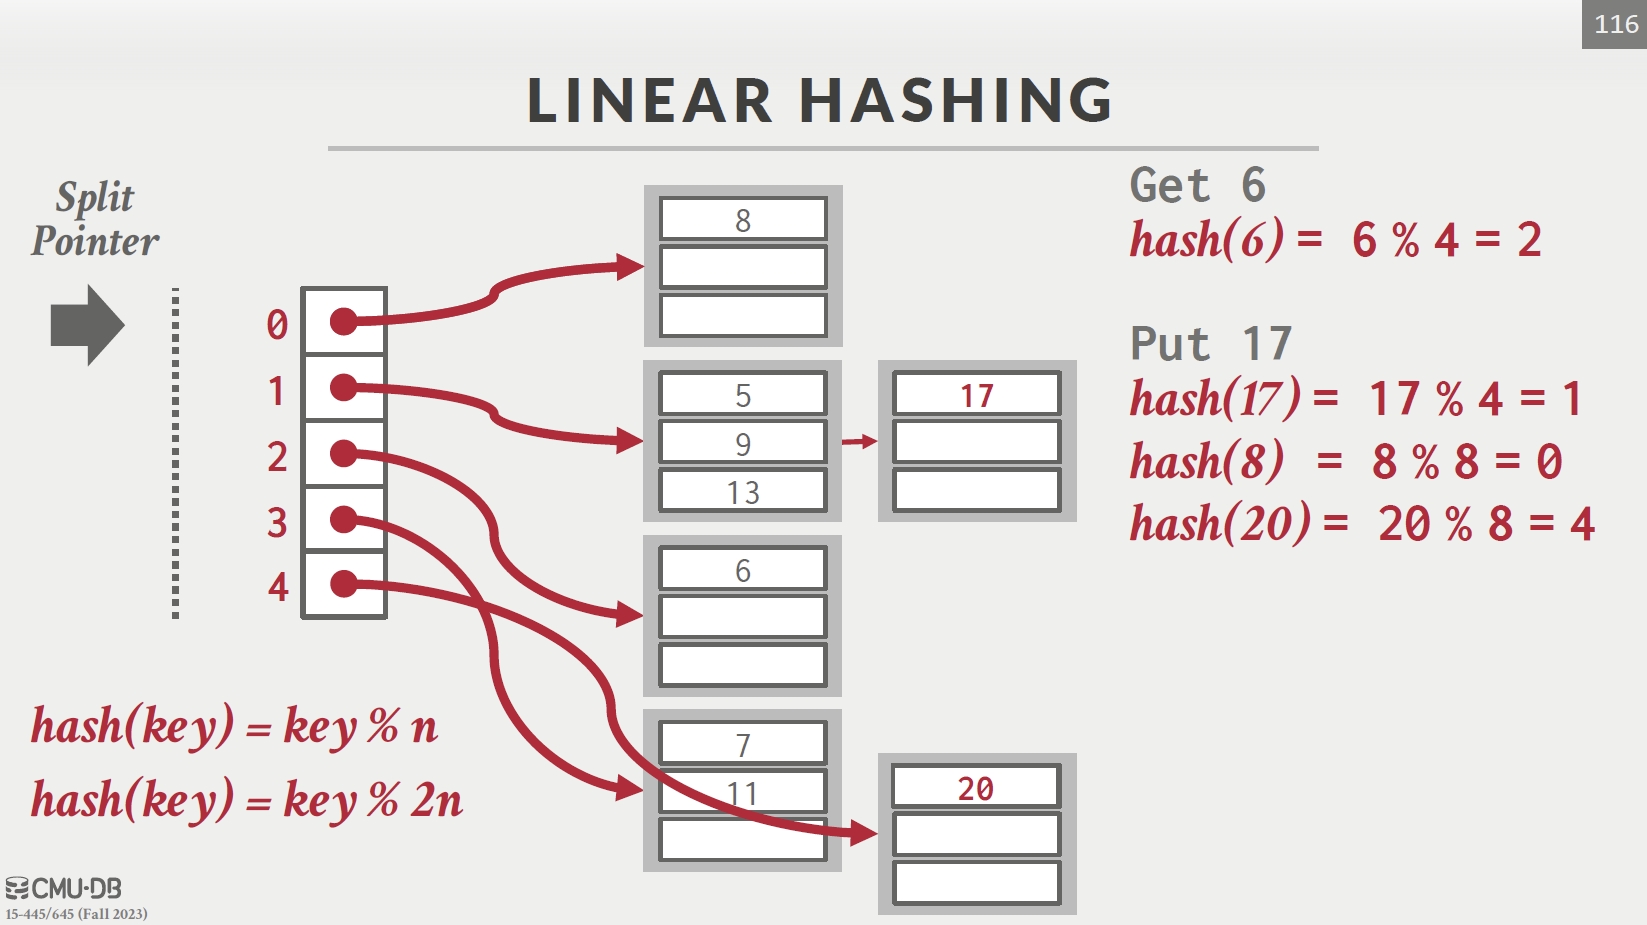 116
LINEAR HASHING
Split
Pointer
0
1
2
3
4
8
5
9
13
17
6
7
11
20
Get 6
hash(6) = 6 % 4 = 2
Put 17
hash(17) = 17 % 4 = 1
hash(8) = 8 % 8 = 0
hash(20) = 20 % 8 = 4
hash(key) = key % n
hash(key) = key % 2n
CMU·DB
15-445/645 (Fall 2023)